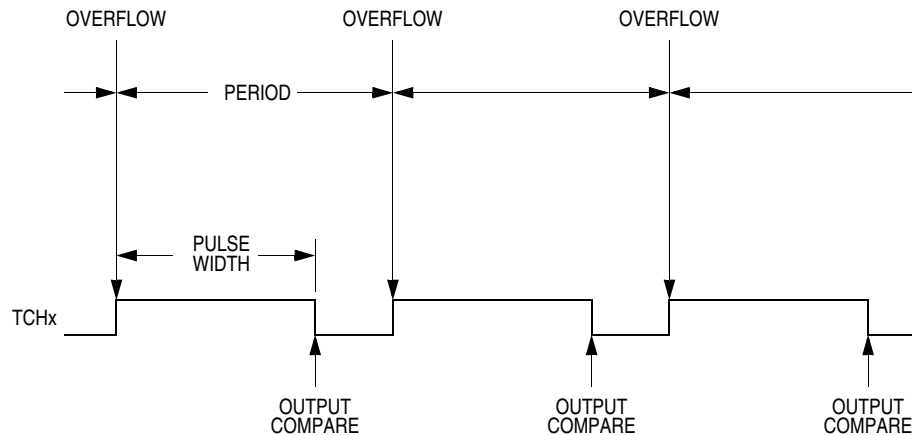 OVERFLOW OVERFLOW OVERFLOW
PERIOD
PULSE
WIDTH
TCHx
OUTPUT
COMPARE
OUTPUT
COMPARE
OUTPUT
COMPARE